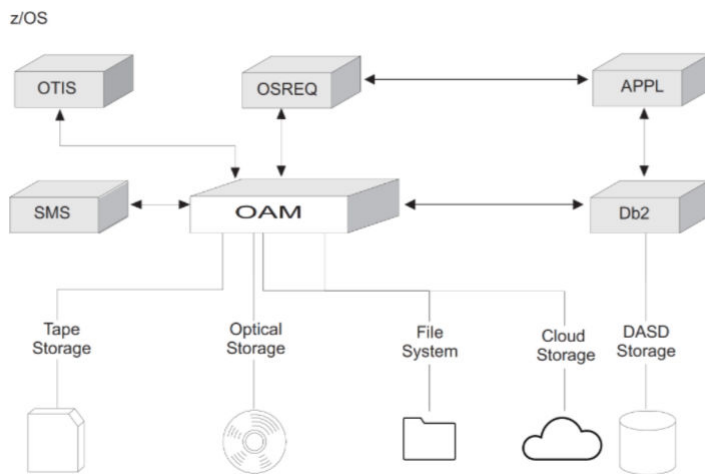 z/OS
OTIS
OSREQ
APPL
SMS
OAM
Db2
Tape
Storage
Optical
Storage
File
System
Cloud
Storage
DASD
Storage